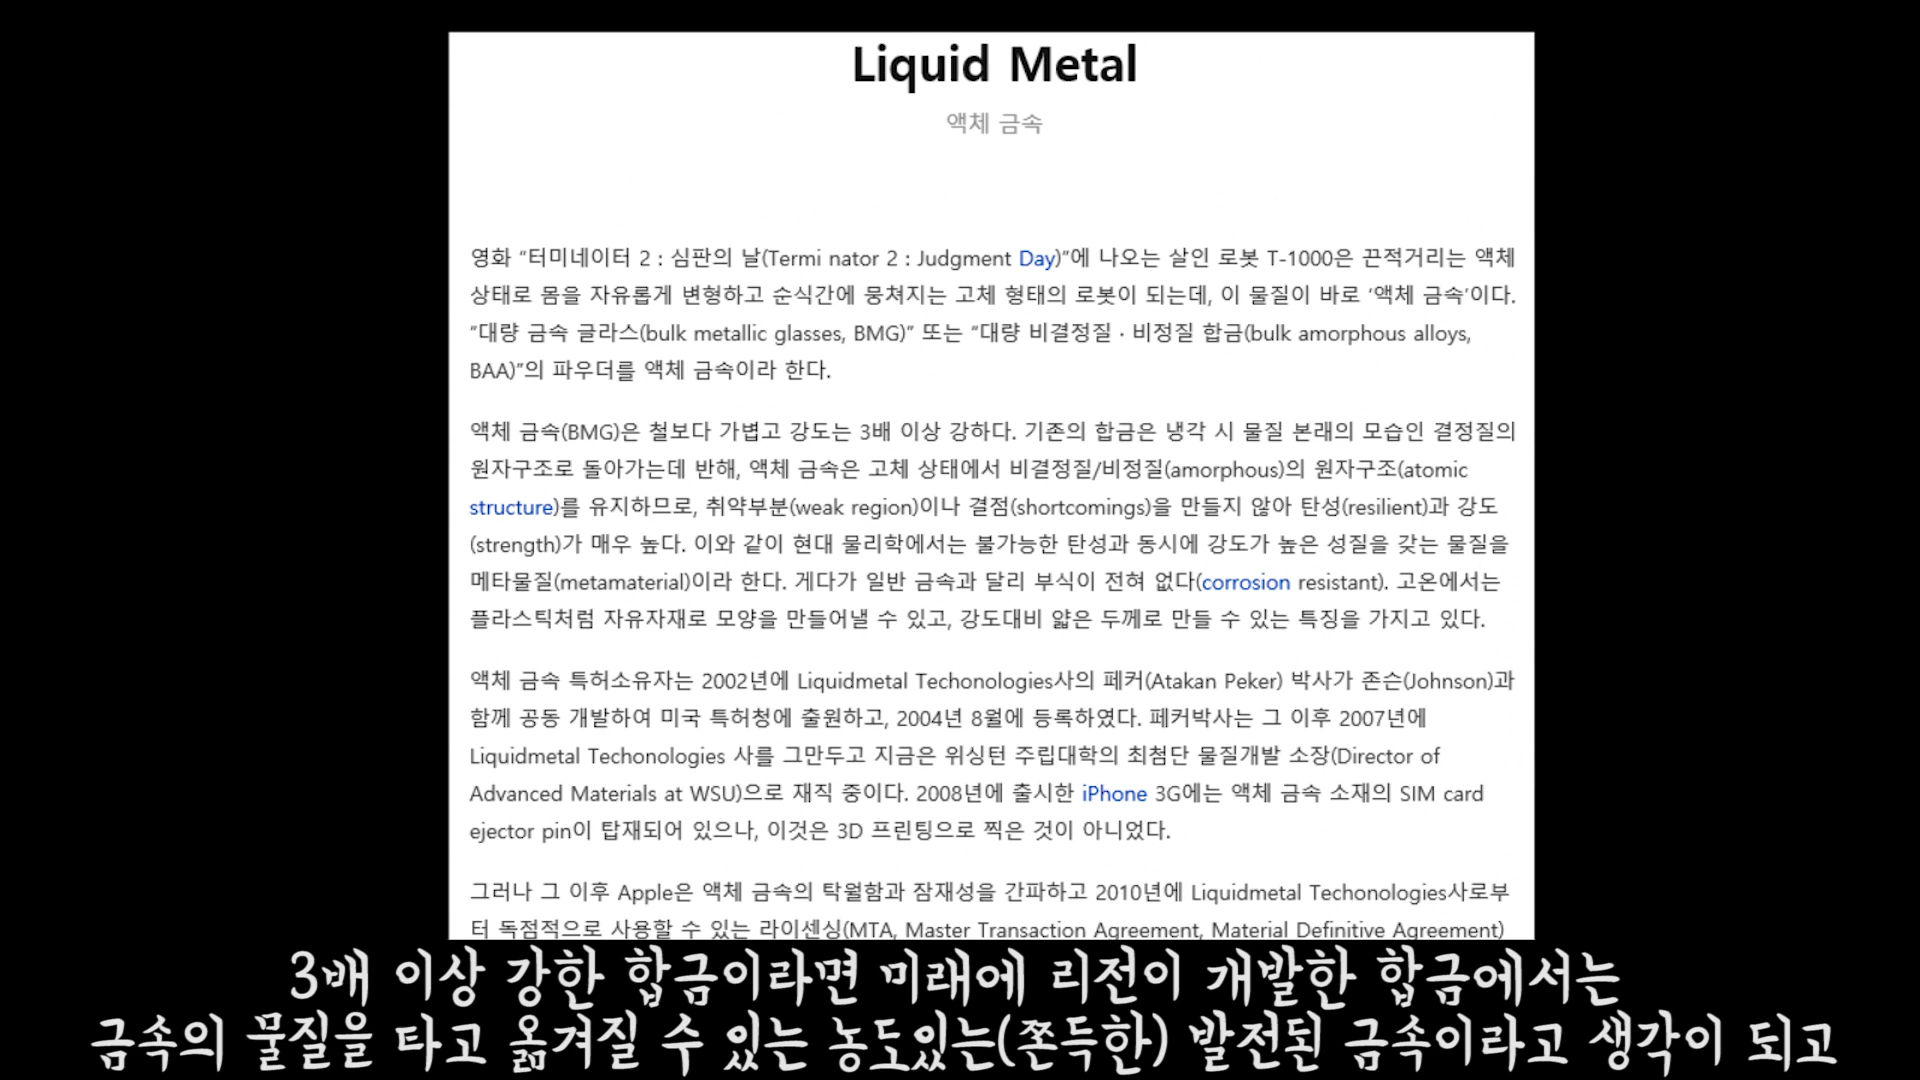 Liquid Metal
액체 금속
영화 “터미네이터 2 : 심판의 날(Termi nator 2 : Judgment Day)”에 나오는 살인 로봇 T-1000은 끈적거리는 액체
상태로 몸을 자유롭게 변형하고 순식간에 뭉쳐지는 고체 형태의 로봇이 되는데, 이 물질이 바로 ‘액체 금속’이다.
“대량 금속 글라스(bulk metallic glasses, BMG)” 또는 “대량 비결정질 · 비정질 합금(bulk amorphous alloys,
BAA)”의 파우더를 액체 금속이라 한다.
액체 금속(BMG)은 철보다 가볍고 강도는 3배 이상 강하다. 기존의 합금은 냉각 시 물질 본래의 모습인 결정질의
원자구조로 돌아가는데 반해, 액체 금속은 고체 상태에서 비결정질/비정질(amorphous)의 원자구조(atomic
structure)를 유지하므로, 취약부분(weak region)이나 결점(shortcomings)을 만들지 않아 탄성(resilient)과 강도
(strength)가 매우 높다. 이와 같이 현대 물리학에서는 불가능한 탄성과 동시에 강도가 높은 성질을 갖는 물질을
메타물질(metamaterial)이라 한다. 게다가 일반 금속과 달리 부식이 전혀 없다(corrosion resistant). 고온에서는
플라스틱처럼 자유자재로 모양을 만들어낼 수 있고, 강도대비 얇은 두께로 만들 수 있는 특징을 가지고 있다.
액체 금속 특허소유자는 2002년에 Liquidmetal Techonologies사의 페커(Atakan Peker) 박사가 존슨(Johnson)과
함께 공동 개발하여 미국 특허청에 출원하고, 2004년 8월에 등록하였다. 페커박사는 그 이후 2007년에
Liquidmetal Techonologies 사를 그만두고 지금은 워싱턴 주립대학의 최첨단 물질개발 소장(Director of
Advanced Materials at WSU)으로 재직 중이다. 2008년에 출시한 iPhone 3G에는 액체 금속 소재의 SIM card
ejector pin이 탑재되어 있으나, 이것은 3D 프린팅으로 찍은 것이 아니었다.
그러나 그 이후 Apple은 액체 금속의 탁월함과 잠재성을 간파하고 2010년에 Liquidmetal Techonologies사로부
터 독점적으로 사용할 수 있는 라이센싱(MTA, Master Transaction Agreement, Material Definitive Agreement)
3배 이상 강한 합금이라면 미래에 리전이 개발한 합금에서는
금속의 물질을 타고 옮겨질 수 있는 농도있는(쫀득한) 발전된 금속이라고 생각이 되고